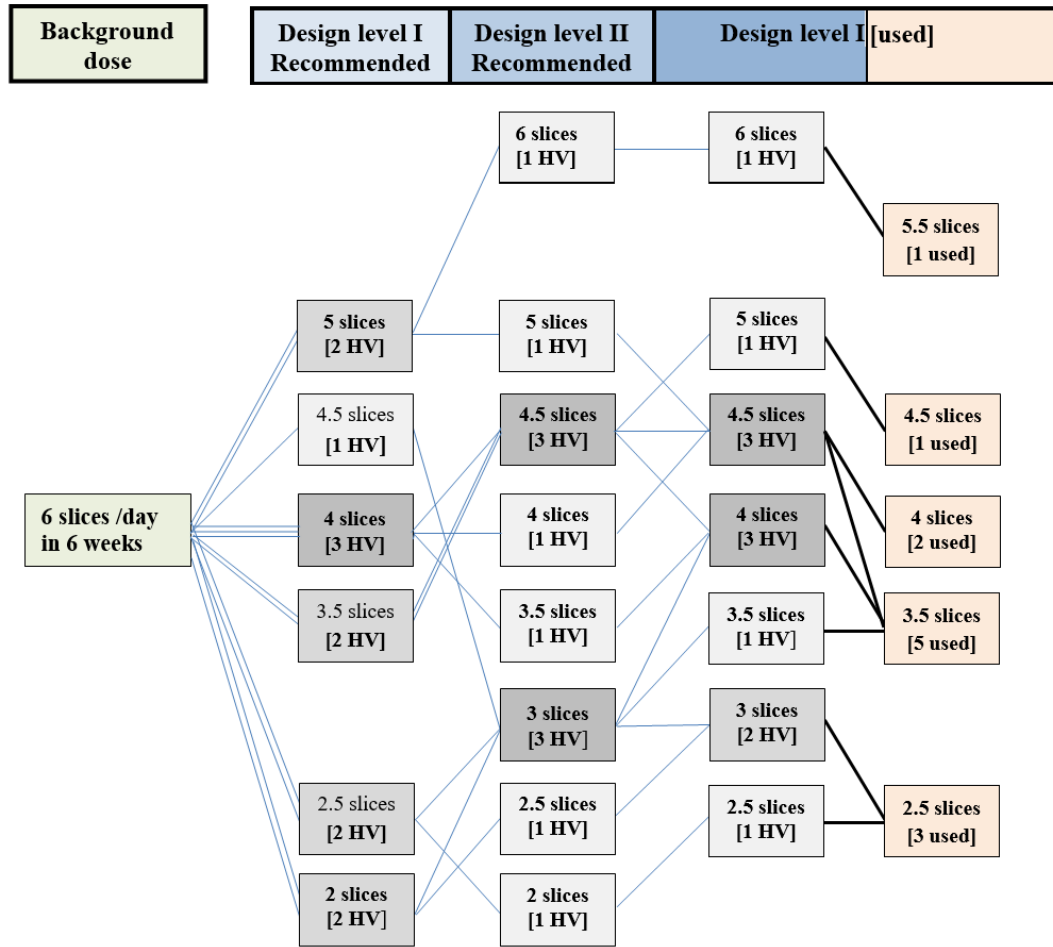 Background
dose
Design level I
Recommended
Design level II
Recommended
Design level I [used]
6 slices /day
in 6 weeks
5 slices
[2 HV]
4.5 slices
[1 HV]
4 slices
[3 HV]
3.5 slices
[2 HV]
2.5 slices
[2 HV]
2 slices
[2 HV]
6 slices
[1 HV]
5 slices
[1 HV]
4.5 slices
[3 HV]
4 slices
[1 HV]
3.5 slices
[1 HV]
3 slices
[3 HV]
2.5 slices
[1 HV]
2 slices
[1 HV]
6 slices
[1 HV]
5 slices
[1 HV]
4.5 slices
[3 HV]
4 slices
[3 HV]
3.5 slices
[1 HV]
3 slices
[2 HV]
2.5 slices
[1 HV]
5.5 slices
[1 used]
4.5 slices
[1 used]
4 slices
[2 used]
3.5 slices
[5 used]
2.5 slices
[3 used]